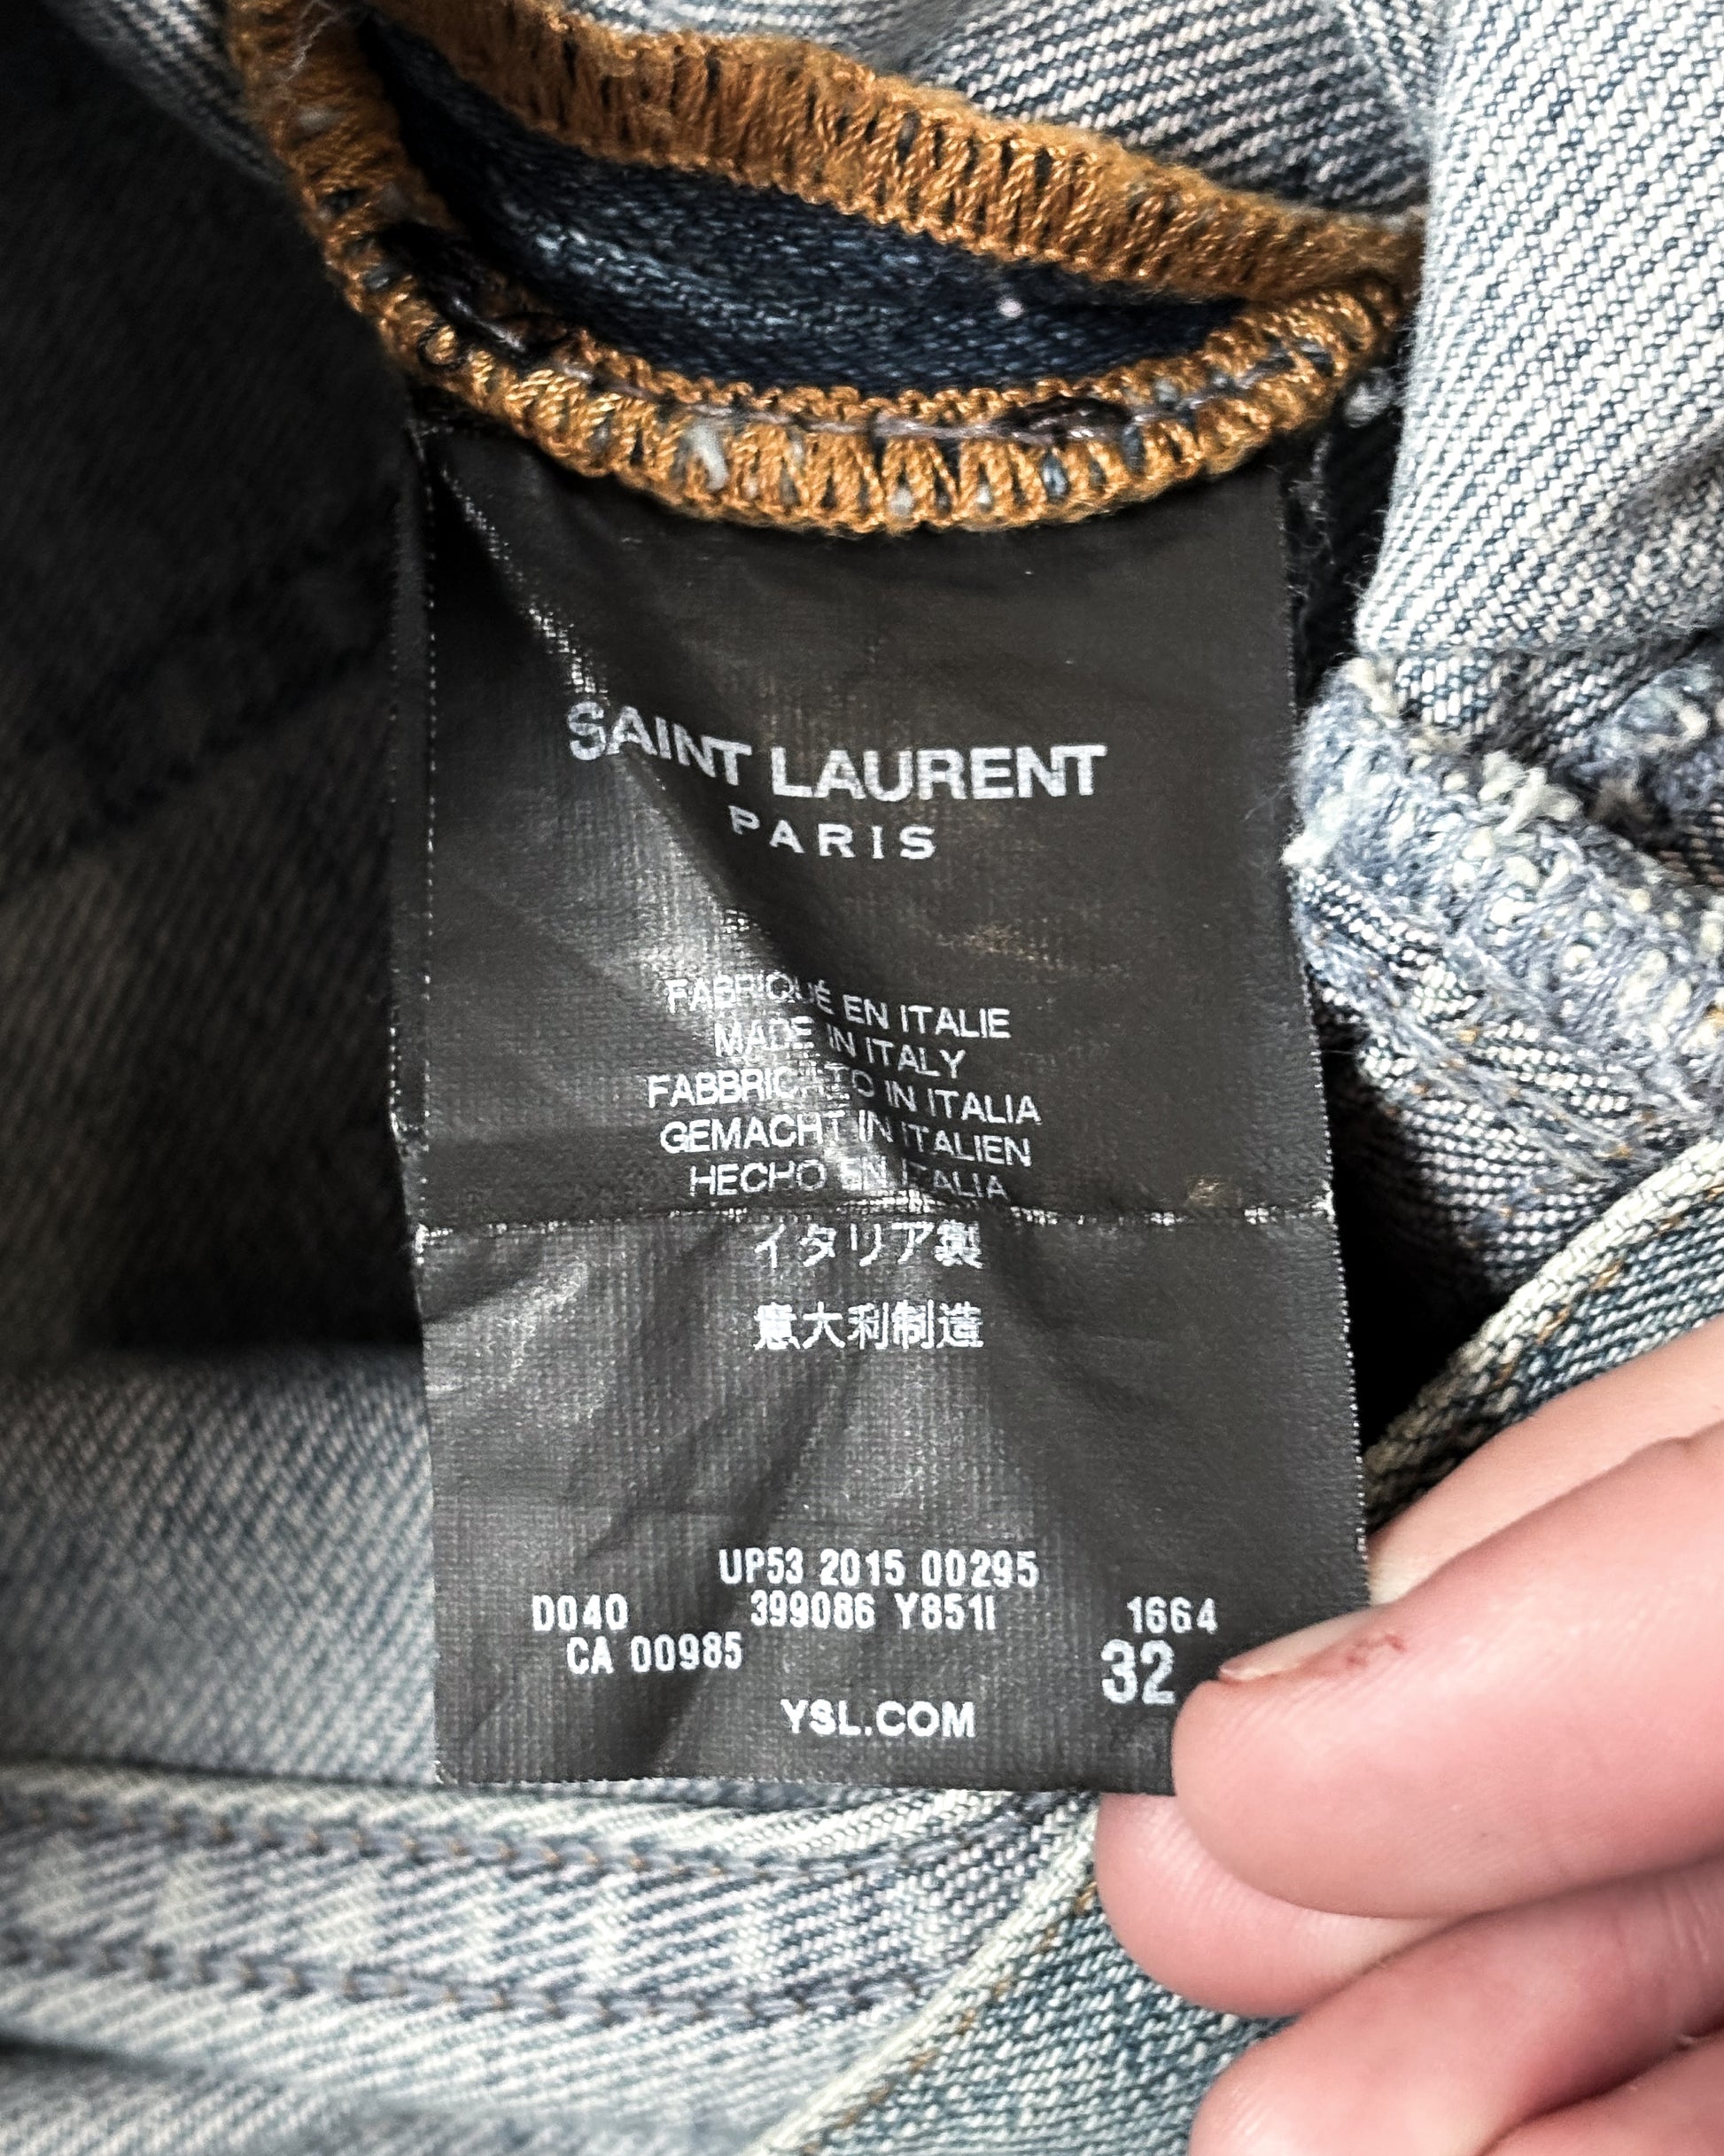 SAINT LAURENT
PARIS
FABRIQUÉ EN ITALIE
MADE IN ITALY
FABBRICATO IN ITALIA
GEMACHT IN ITALIEN
HECHO EN ITALIA
イタリア製
意大利制造
UP53 2015 00295
D040 399086 Y851I 1664
CA 00985 32
YSL.COM